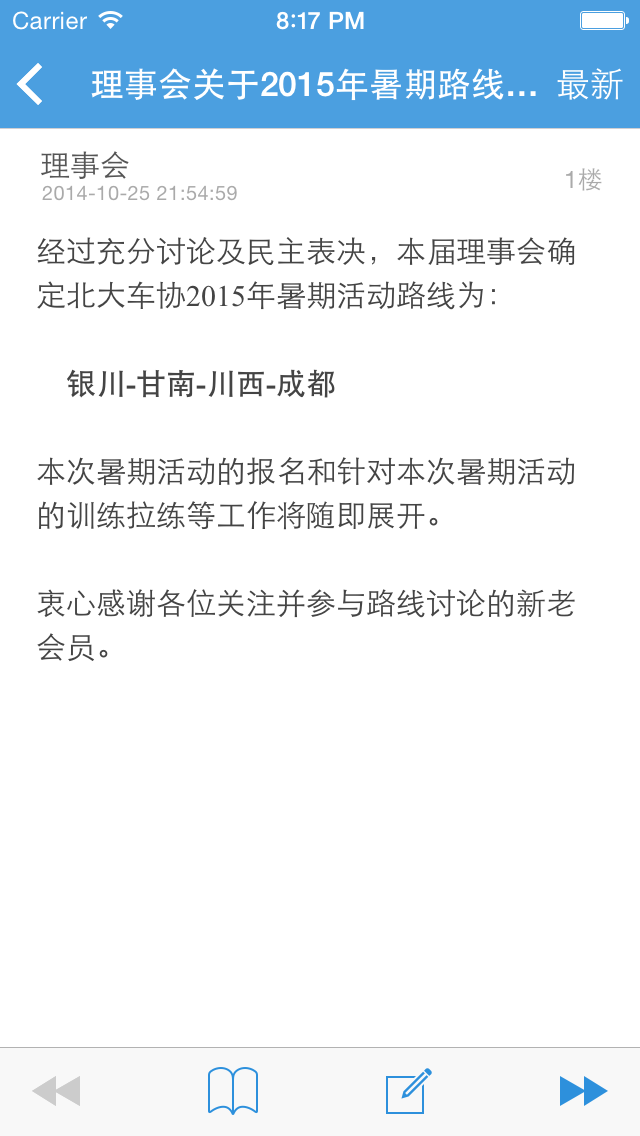 Carrier 8:17 PM
理事会关于2015年暑期路线... 最新
理事会
2014-10-25 21:54:59
1楼
经过充分讨论及民主表决，本届理事会确
定北大车协2015年暑期活动路线为：
银川-甘南-川西-成都
本次暑期活动的报名和针对本次暑期活动
的训练拉练等工作将随即展开。
衷心感谢各位关注并参与路线讨论的新老
会员。